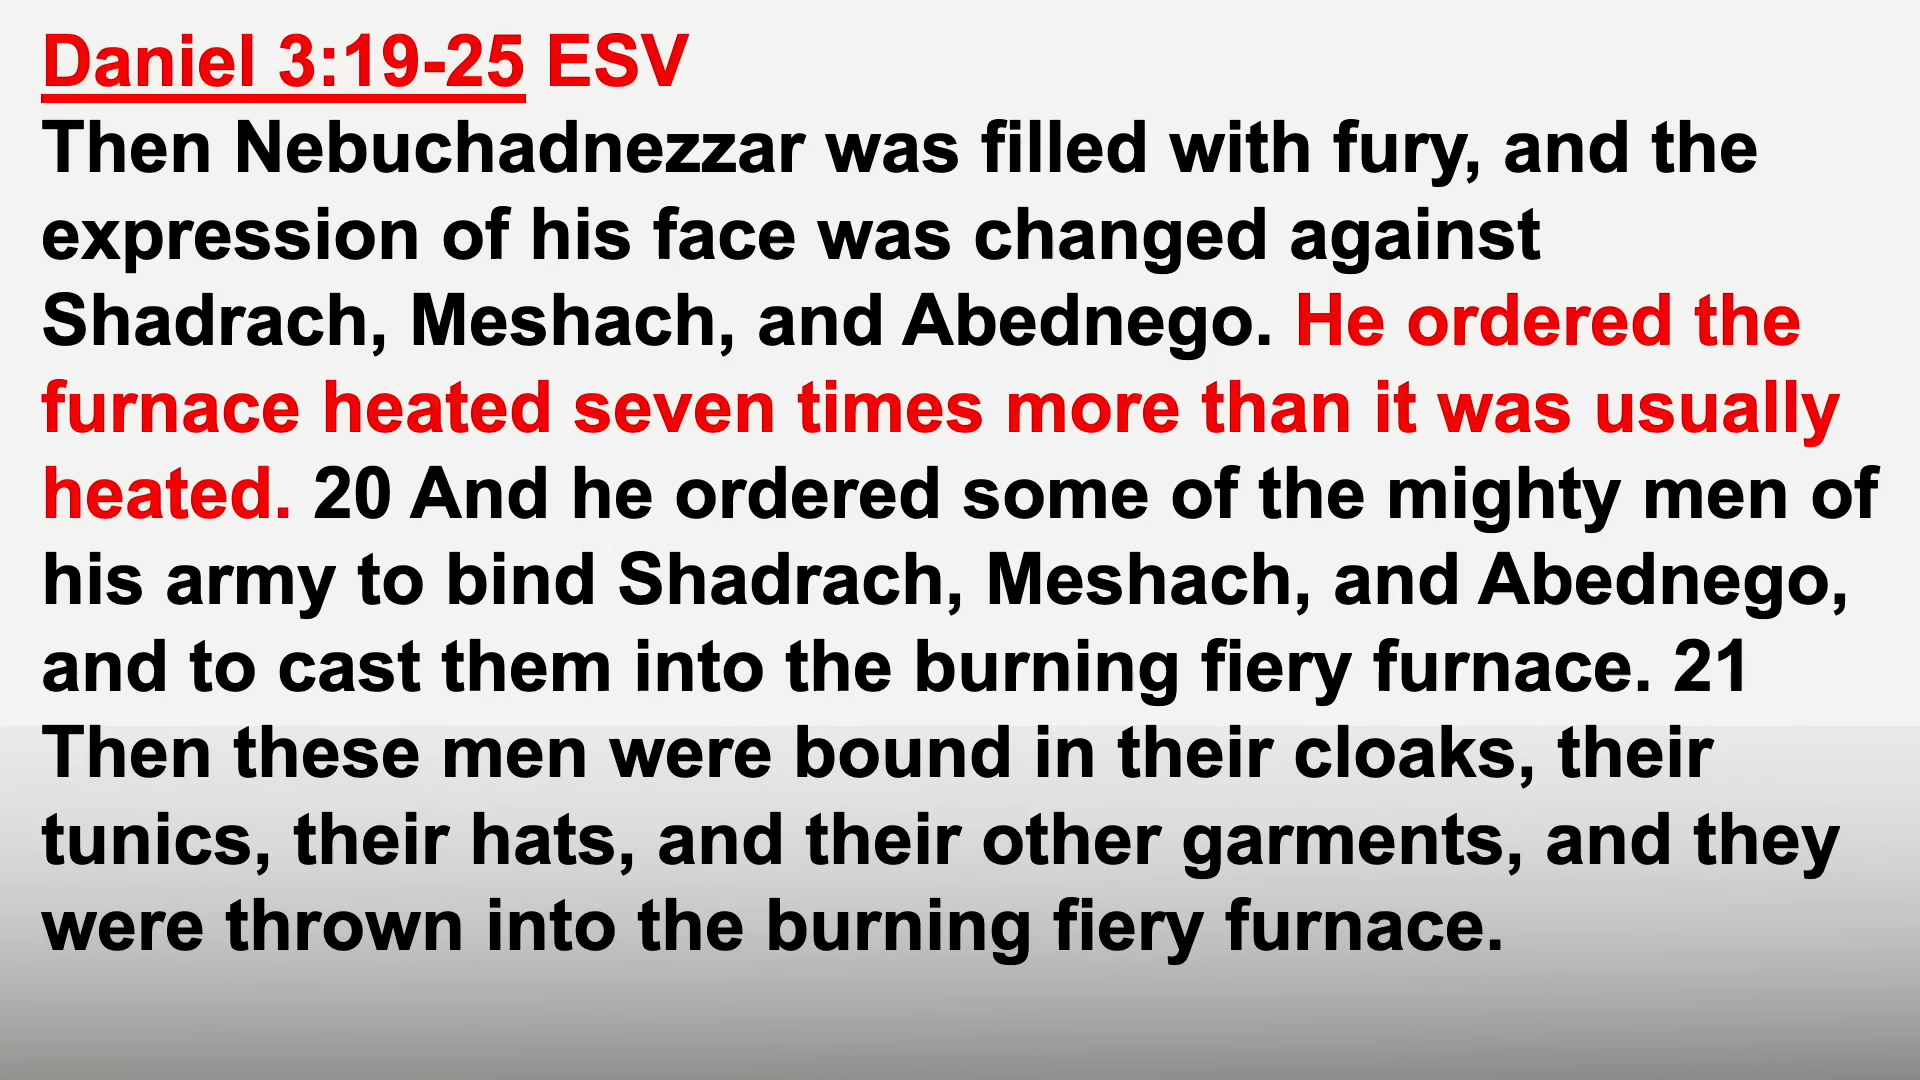 Daniel 3:19-25 ESV
Then Nebuchadnezzar was filled with fury, and the
expression of his face was changed against
Shadrach, Meshach, and Abednego. He ordered the
furnace heated seven times more than it was usually
heated. 20 And he ordered some of the mighty men of
his army to bind Shadrach, Meshach, and Abednego,
and to cast them into the burning fiery furnace. 21
Then these men were bound in their cloaks, their
tunics, their hats, and their other garments, and they
were thrown into the burning fiery furnace.